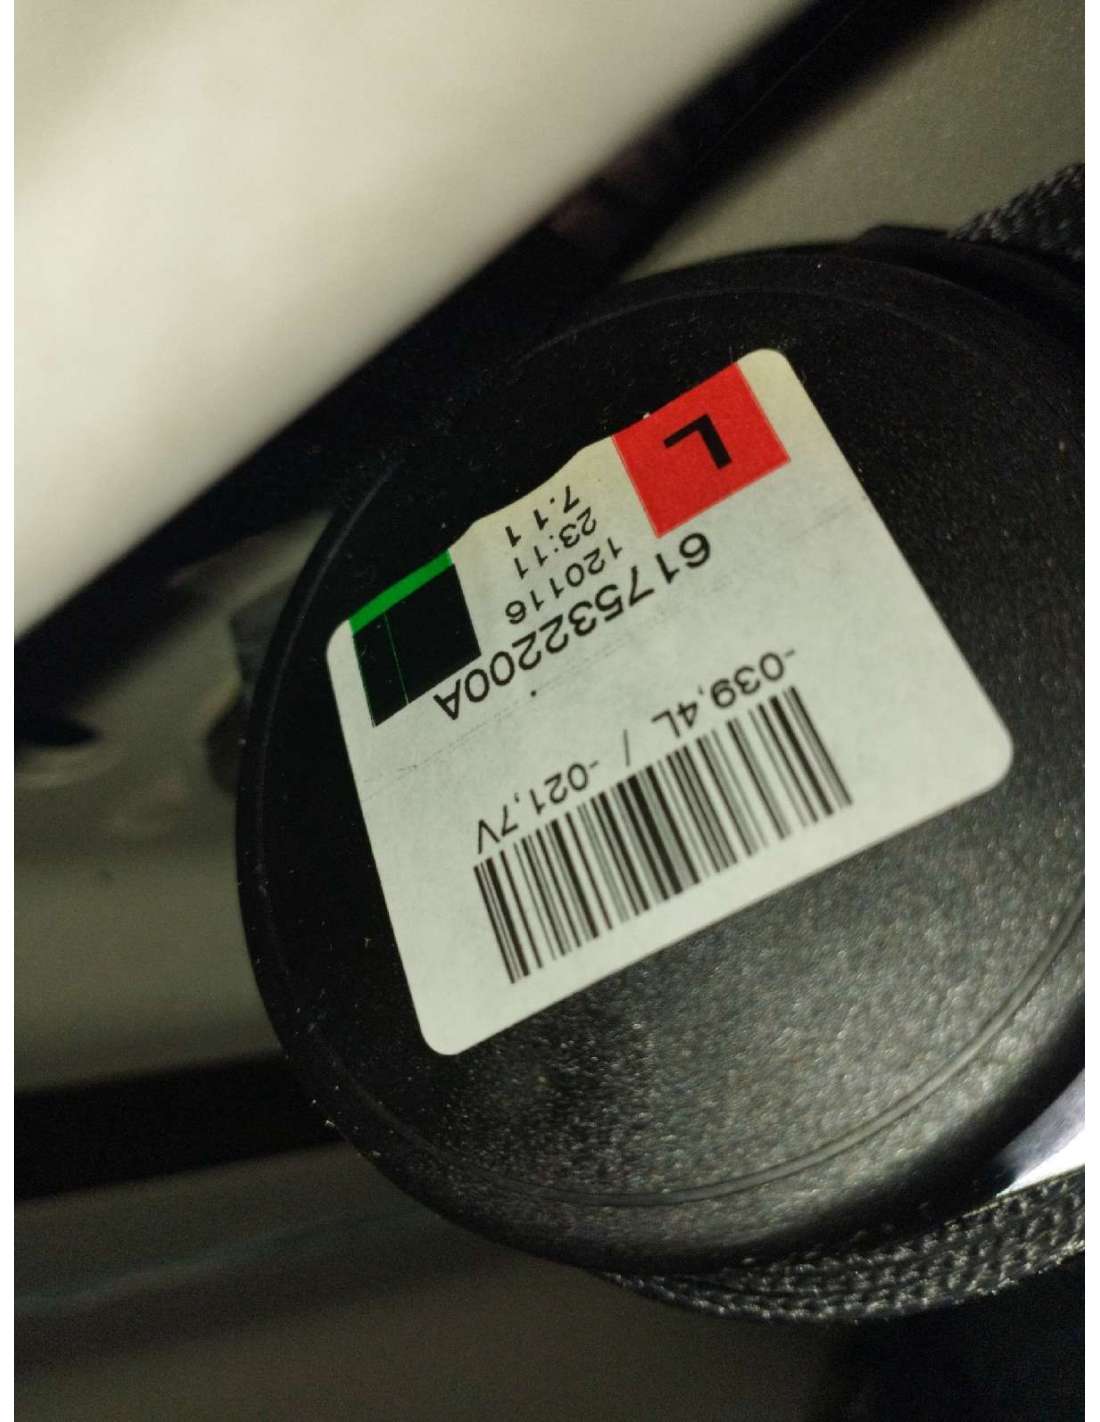 -039,4L / -021,7V
617532200A
120116
23:11
7.11
L